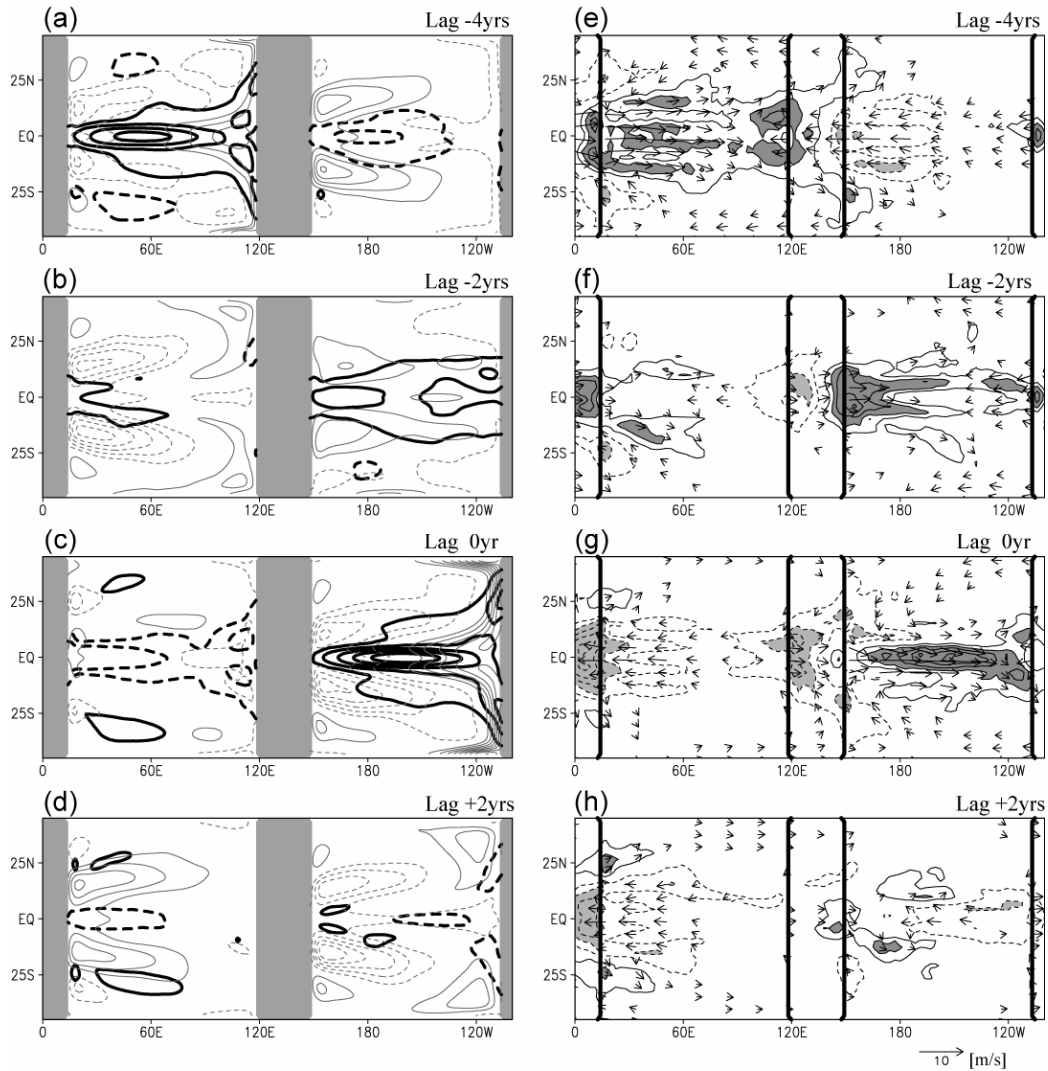 (a) Lag -4yrs (e) Lag -4yrs
25N 25N
EQ EQ
25S 25S
0 60E 120E 180 120W 0 60E 120E 180 120W
(b) Lag -2yrs (f) Lag -2yrs
25N 25N
EQ EQ
25S 25S
0 60E 120E 180 120W 0 60E 120E 180 120W
(c) Lag 0yr (g) Lag 0yr
25N 25N
EQ EQ
25S 25S
0 60E 120E 180 120W 0 60E 120E 180 120W
(d) Lag +2yrs (h) Lag +2yrs
25N 25N
EQ EQ
25S 25S
0 60E 120E 180 120W 0 60E 120E 180 120W
10 [m/s]